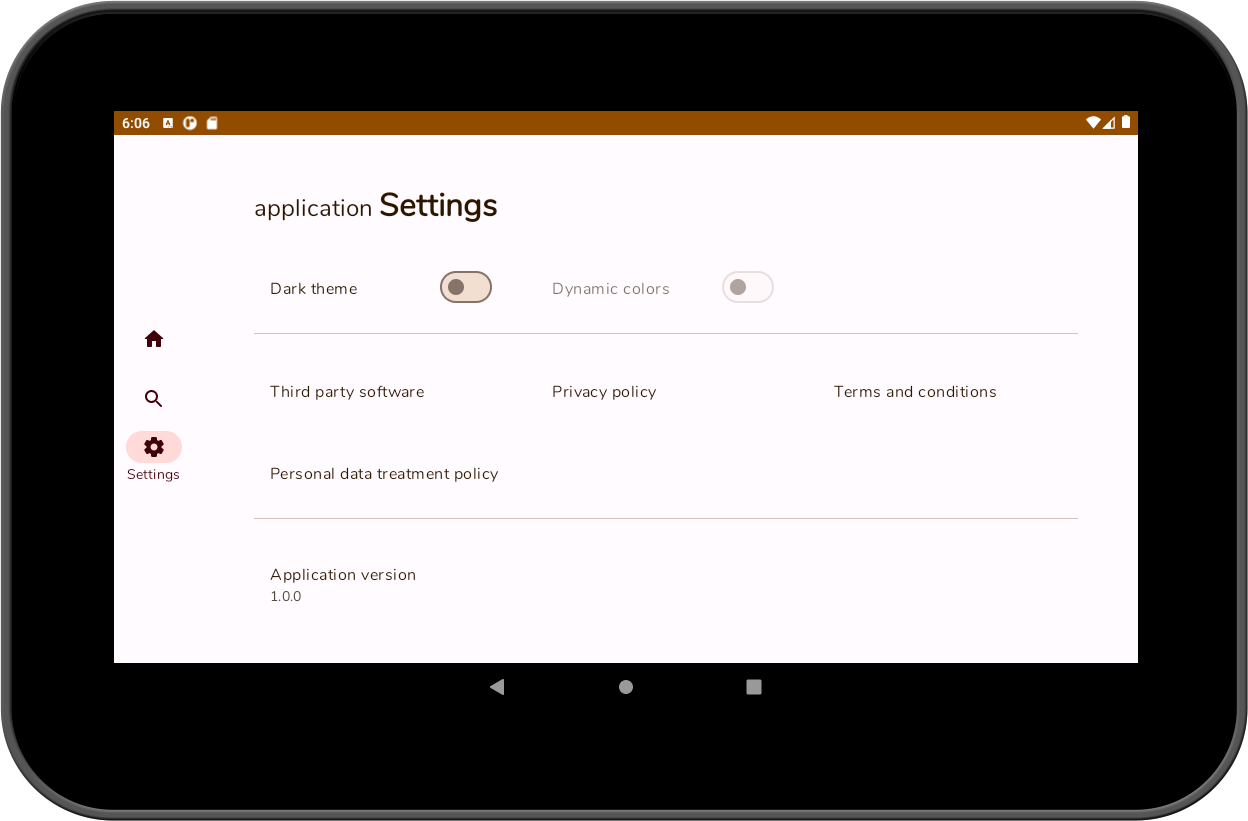 6:06
application Settings
Dark theme
Dynamic colors
Third party software
Privacy policy
Terms and conditions
Personal data treatment policy
Settings
Application version
1.0.0